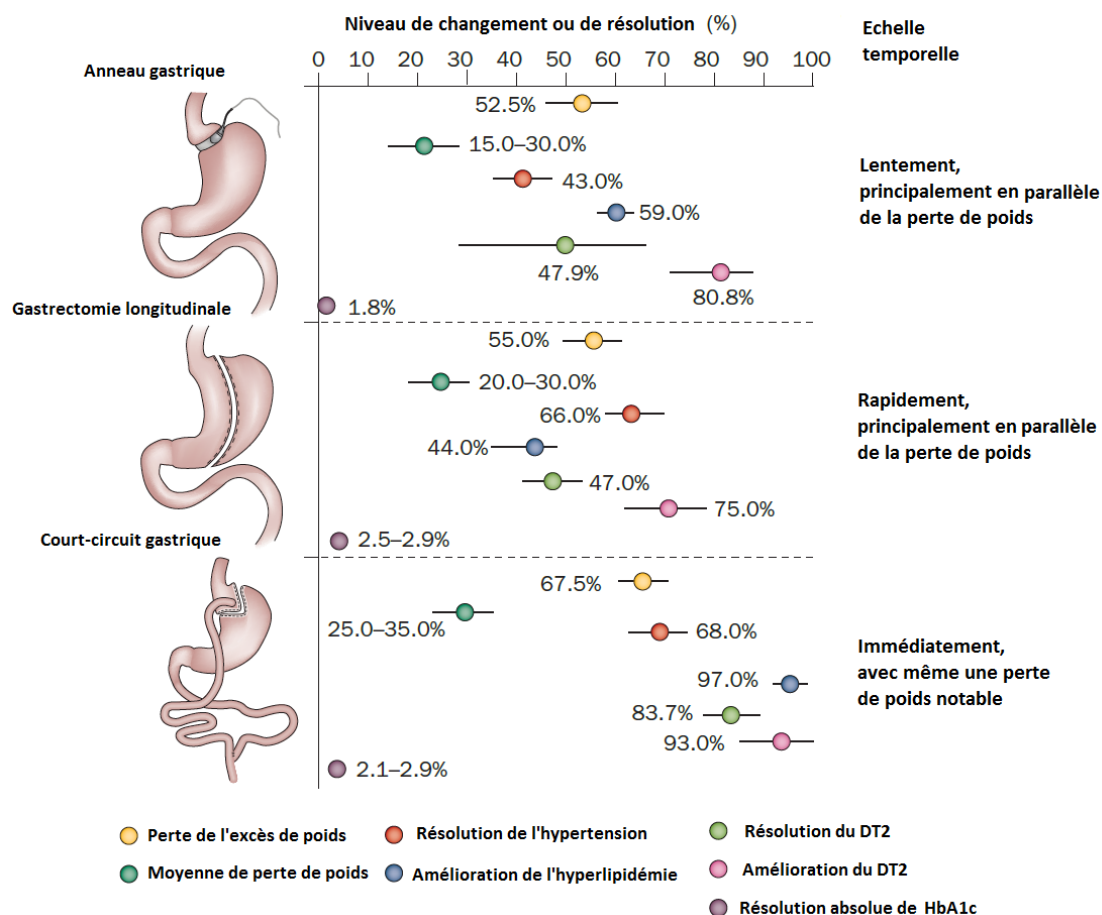 Niveau de changement ou de résolution (%)
Echelle
temporelle
0 10 20 30 40 50 60 70 80 90 100
Anneau gastrique
52.5%
15.0–30.0%
43.0%
59.0%
47.9%
80.8%
1.8%
Lentement,
principalement en parallèle
de la perte de poids
Gastrectomie longitudinale
55.0%
20.0–30.0%
66.0%
44.0%
47.0%
75.0%
2.5–2.9%
Rapidement,
principalement en parallèle
de la perte de poids
Court-circuit gastrique
67.5%
25.0–35.0%
68.0%
97.0%
83.7%
93.0%
2.1–2.9%
Immédiatement,
avec même une perte
de poids notable
Perte de l'excès de poids
Résolution de l'hypertension
Résolution du DT2
Moyenne de perte de poids
Amélioration de l'hyperlipidémie
Amélioration du DT2
Résolution absolue de HbA1c